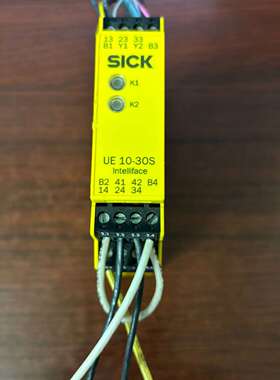 13 23 33
B1 Y1 Y2 B3
SICK
K1
K2
UE 10-30S
Intelliface
B2 41 42 B4
14 24 34